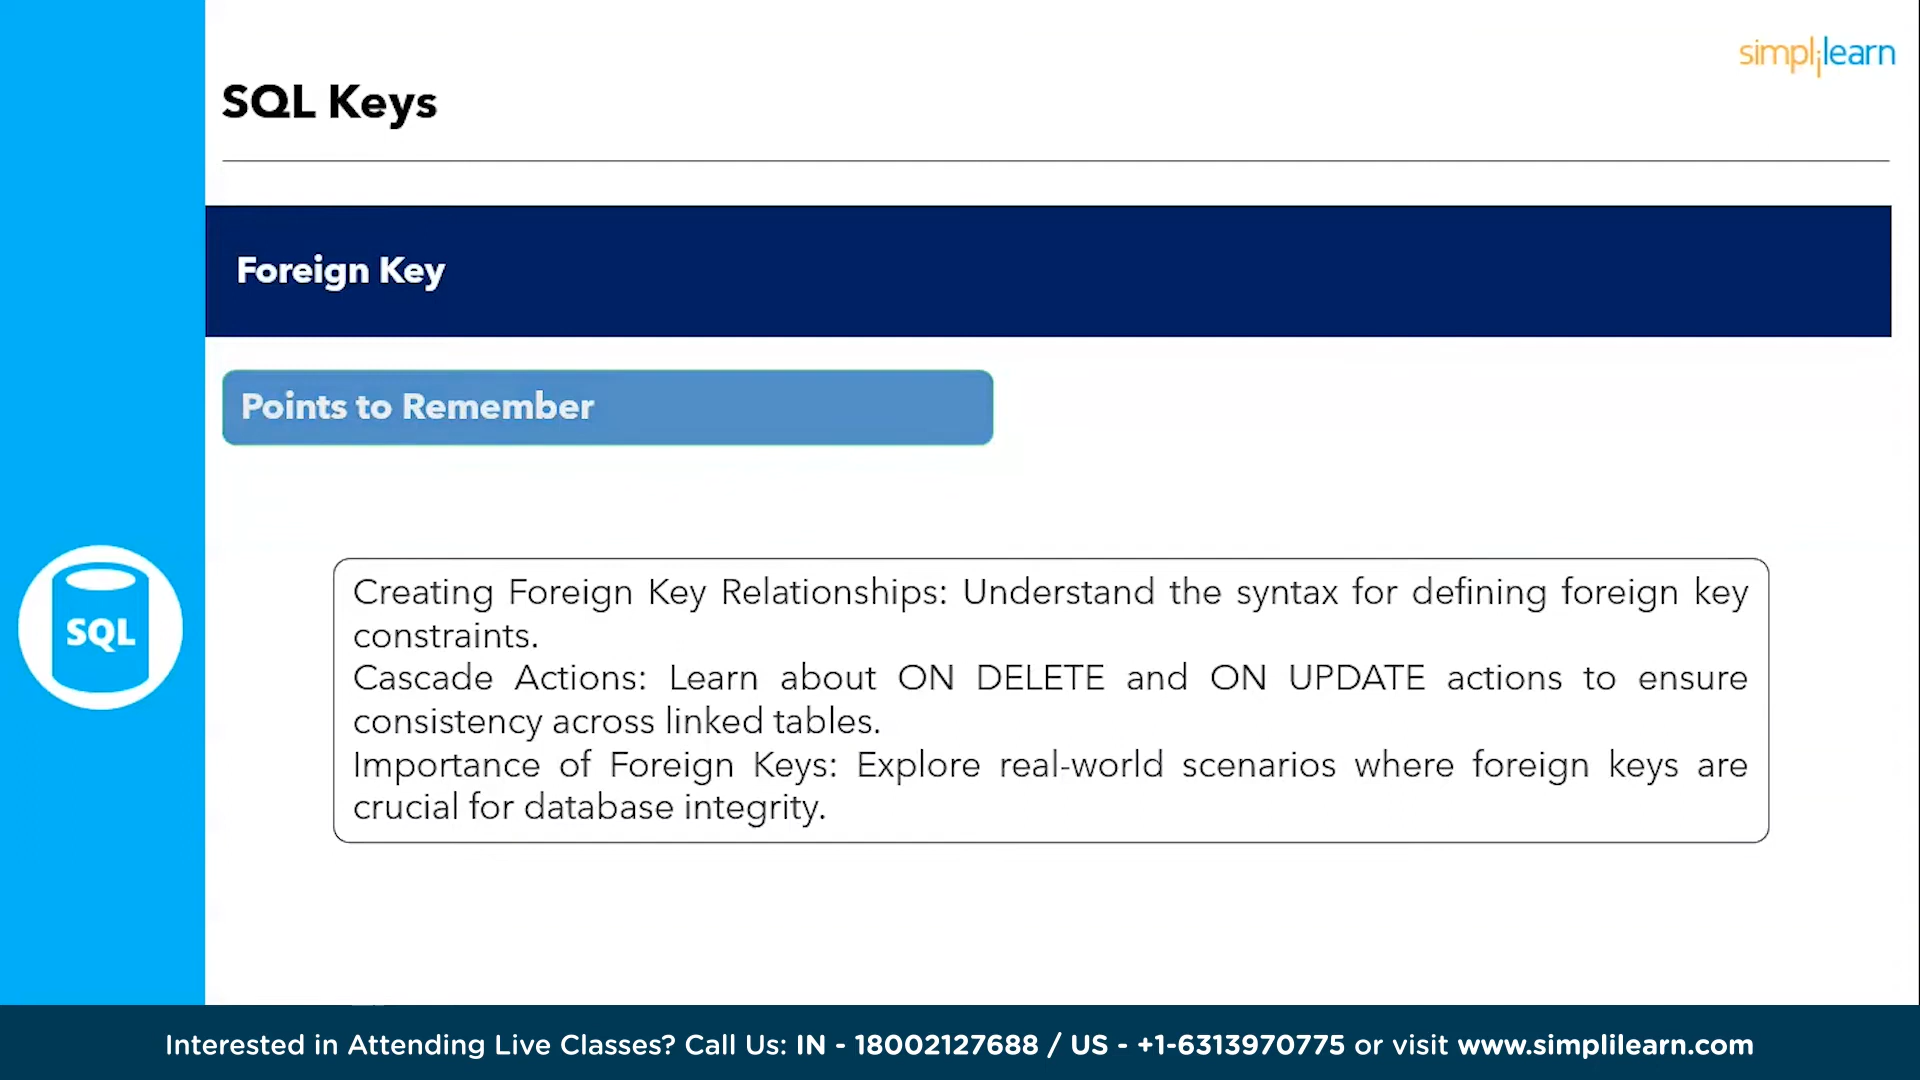 simplilearn
SQL Keys
Foreign Key
Points to Remember
Creating Foreign Key Relationships: Understand the syntax for defining foreign key
constraints.
Cascade Actions: Learn about ON DELETE and ON UPDATE actions to ensure
consistency across linked tables.
Importance of Foreign Keys: Explore real-world scenarios where foreign keys are
crucial for database integrity.
SQL
Interested in Attending Live Classes? Call Us: IN - 18002127688 / US - +1-6313970775 or visit www.simplilearn.com